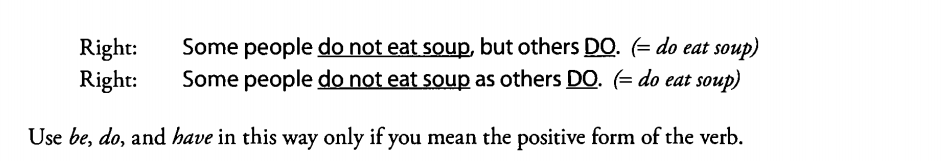 Right: Some people do not eat soup, but others DO. (= do eat soup)
Right: Some people do not eat soup as others DO. (= do eat soup)
Use be, do, and have in this way only if you mean the positive form of the verb.